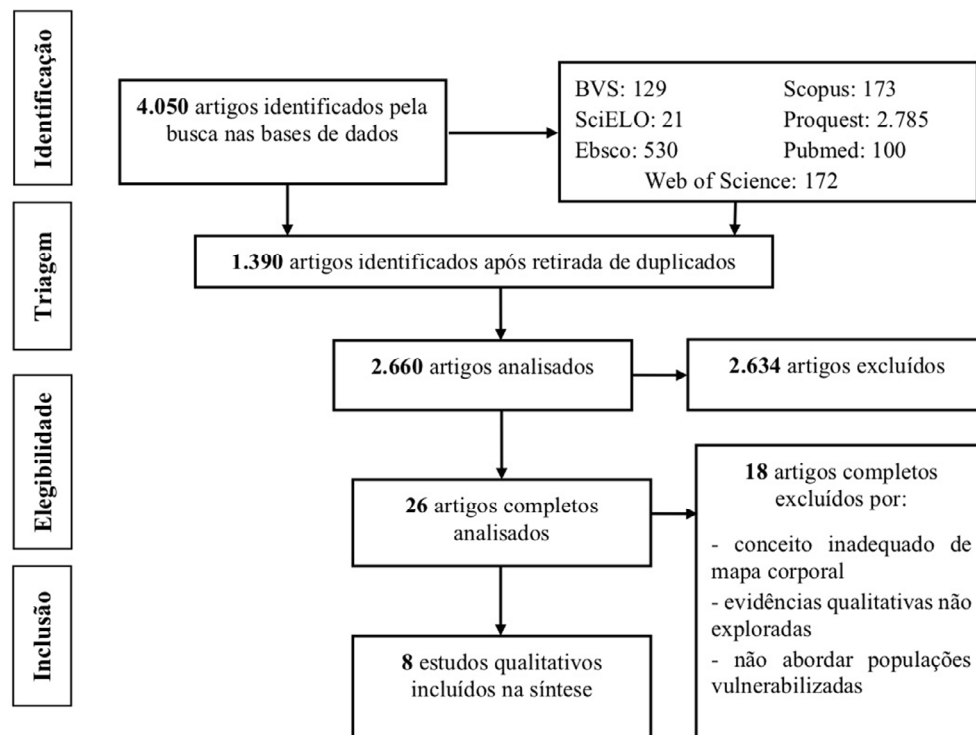 Identificação
4.050 artigos identificados pela
busca nas bases de dados
BVS: 129 Scopus: 173
SciELO: 21 Proquest: 2.785
Ebsco: 530 Pubmed: 100
Web of Science: 172
Triagem
1.390 artigos identificados após retirada de duplicados
2.660 artigos analisados
2.634 artigos excluídos
Elegibilidade
26 artigos completos
analisados
18 artigos completos
excluídos por:
- conceito inadequado de
mapa corporal
- evidências qualitativas não
exploradas
- não abordar populações
vulnerabilizadas
Inclusão
8 estudos qualitativos
incluídos na síntese